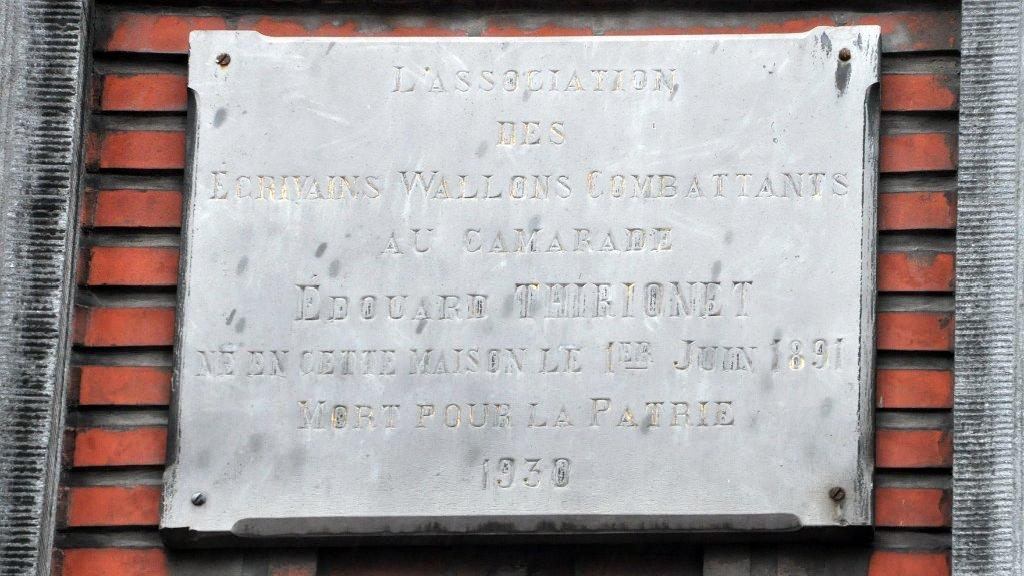 L'ASSOCIATION
DES
ÉCRIVAINS WALLONS COMBATTANTS
AU CAMARADE
ÉDOUARD THIRIONET
NÉ EN CETTE MAISON LE 1ER JUIN 1891
MORT POUR LA PATRIE
1930